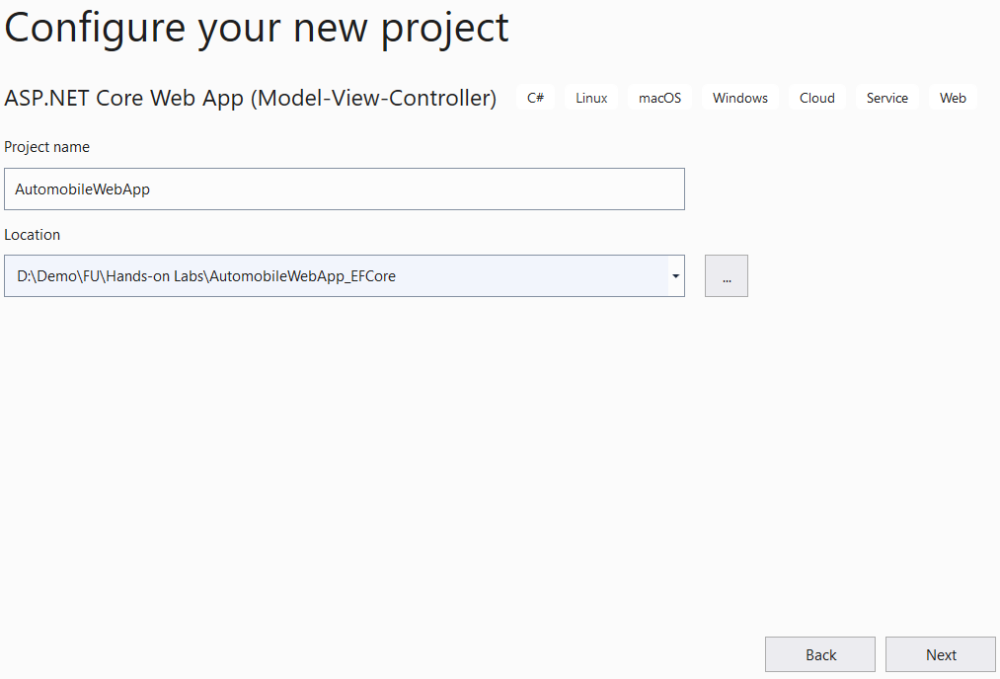 Configure your new project
ASP.NET Core Web App (Model-View-Controller) C# Linux macOS Windows Cloud Service Web
Project name
AutomobileWebApp
Location
D:\Demo\FU\Hands-on Labs\AutomobileWebApp_EFCore
...
Back Next